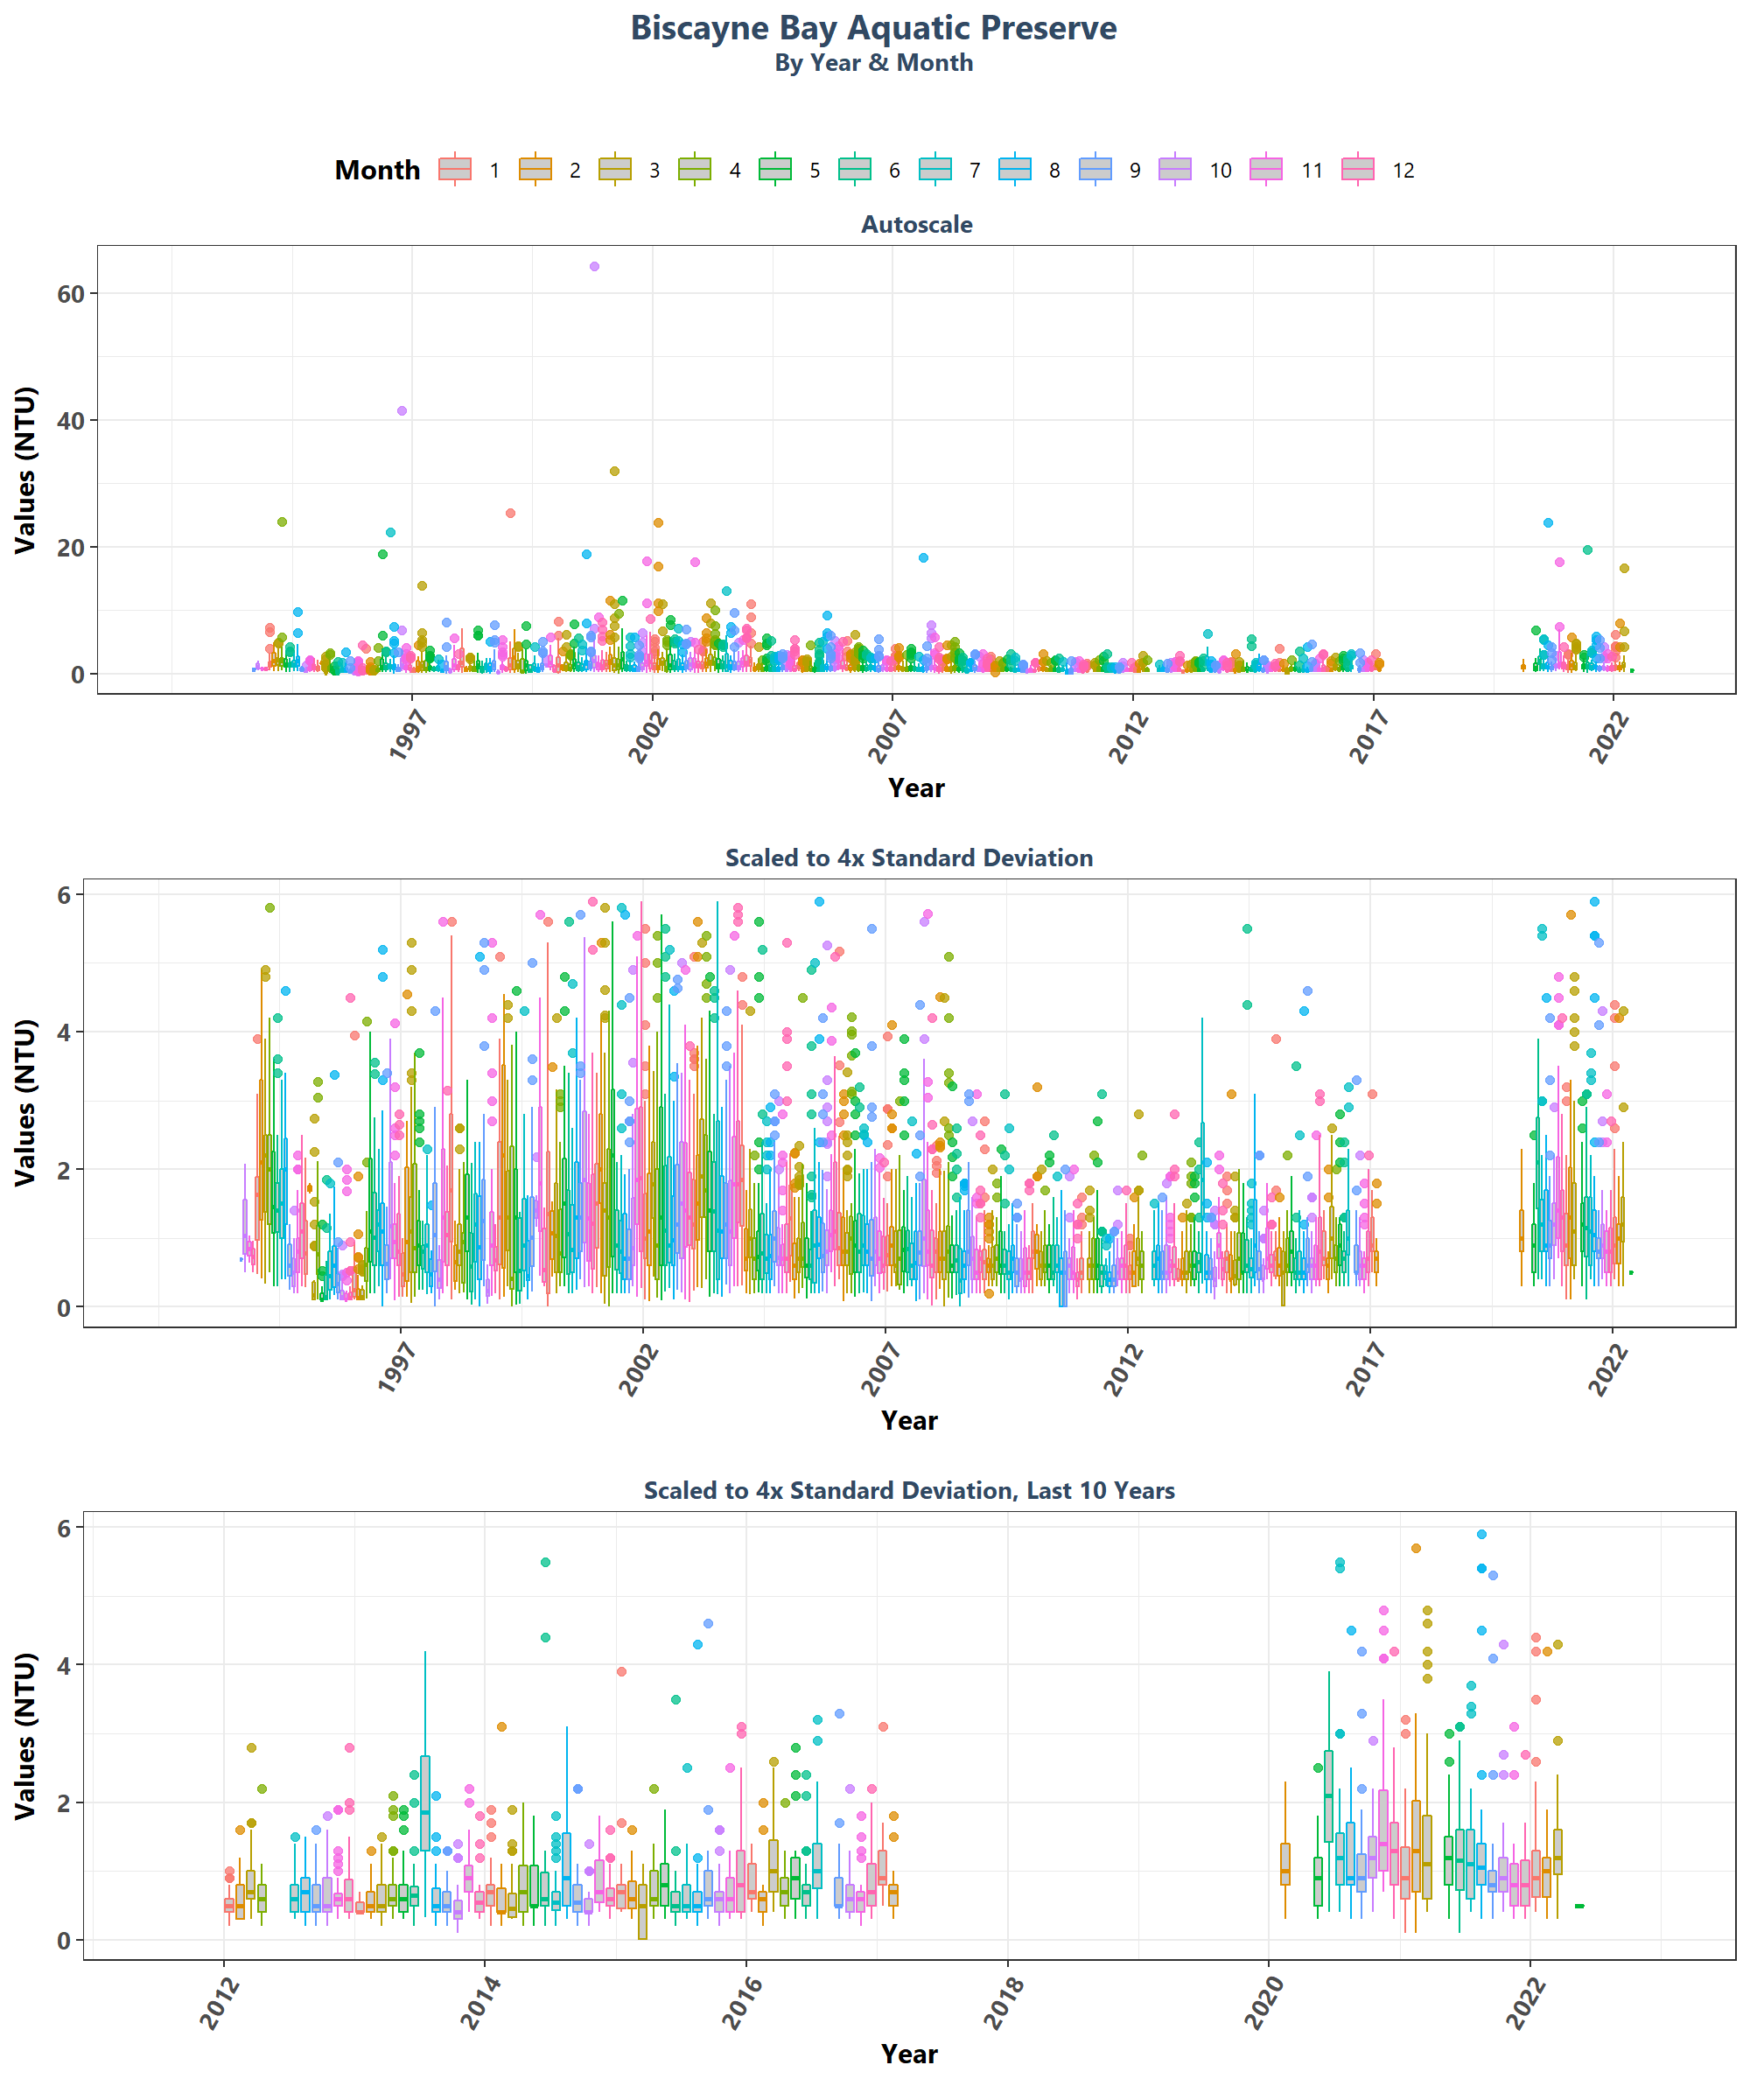 Biscayne Bay Aquatic Preserve
By Year & Month
Month 1 2 3 4 5 6 7 8 9 10 11 12
Autoscale
Values (NTU)
60
40
20
0
1997 2002 2007 2012 2017 2022
Year
Scaled to 4x Standard Deviation
Values (NTU)
6
4
2
0
1997 2002 2007 2012 2017 2022
Year
Scaled to 4x Standard Deviation, Last 10 Years
Values (NTU)
6
4
2
0
2012 2014 2016 2018 2020 2022
Year